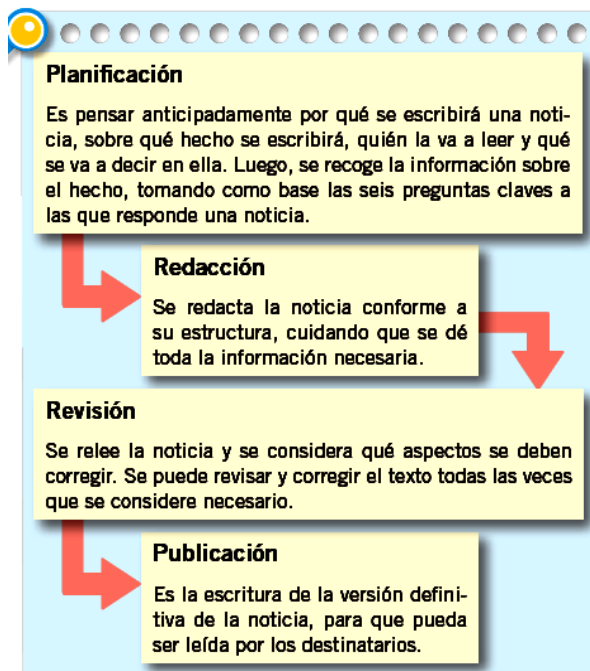 Planificación
Es pensar anticipadamente por qué se escribirá una noti-
cia, sobre qué hecho se escribirá, quién la va a leer y qué
se va a decir en ella. Luego, se recoge la información sobre
el hecho, tomando como base las seis preguntas claves a
las que responde una noticia.
Redacción
Se redacta la noticia conforme a
su estructura, cuidando que se dé
toda la información necesaria.
Revisión
Se relee la noticia y se considera qué aspectos se deben
corregir. Se puede revisar y corregir el texto todas las veces
que se considere necesario.
Publicación
Es la escritura de la versión defini-
tiva de la noticia, para que pueda
ser leída por los destinatarios.